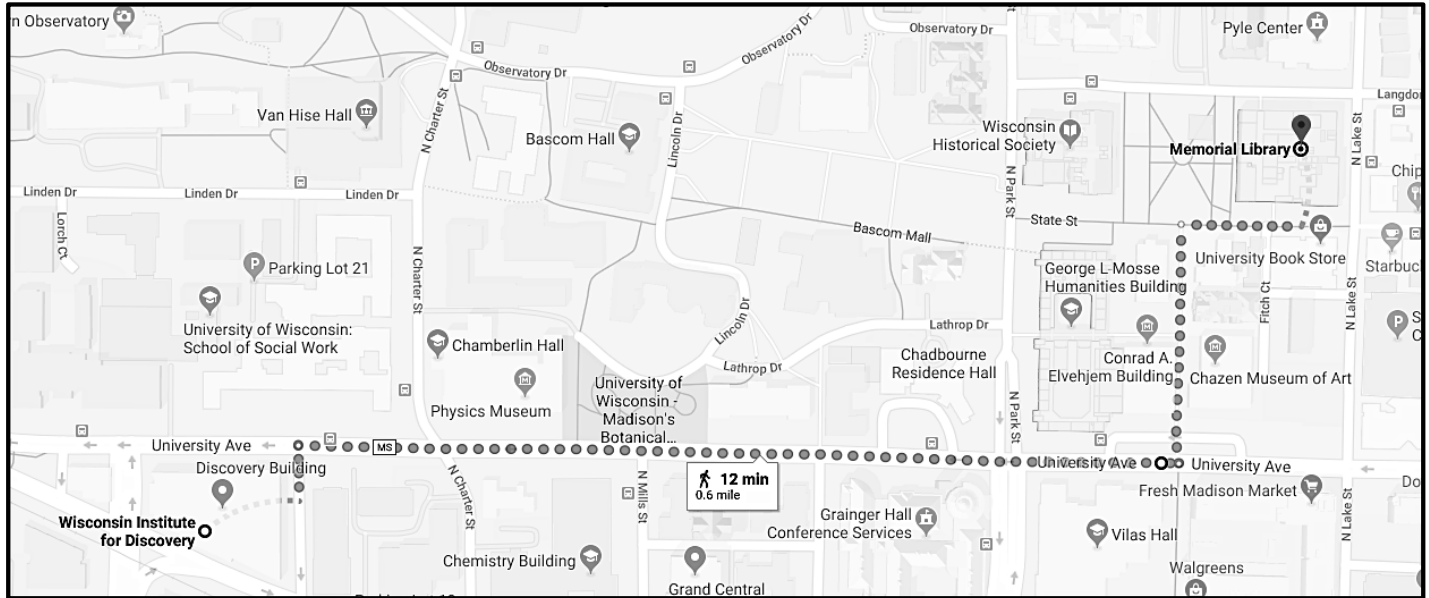 n Observatory
Observatory Dr
Observatory Dr
Pyle Center
Observatory Dr
Van Hise Hall
N Charter St
Bascom Hall
Lincoln Dr
Wisconsin
Historical Society
Langdo
Memorial Library
N Lake St
Chip
Linden Dr
Linden Dr
Linden Dr
N Park St
State St
Lorch Ct
Bascom Mall
N Charter St
Parking Lot 21
George L Mosse
Humanities Building
University Book Store
Starbuc
Fitch Ct
N Lake St
University of Wisconsin:
School of Social Work
Lincoln Dr
Lathrop Dr
S
C
Chamberlin Hall
Lathrop Dr
Chadbourne
Residence Hall
Conrad A.
Elvehjem Building
Chazen Museum of Art
Physics Museum
University of
Wisconsin -
Madison's
Botanical...
N Park St
University Ave
MS
University Ave
University Ave
Discovery Building
12 min
0.6 mile
N Charter St
N Mills St
Fresh Madison Market
Do
N Lake St
Wisconsin Institute
for Discovery
Grainger Hall
Conference Services
Vilas Hall
Chemistry Building
Grand Central
Walgreens